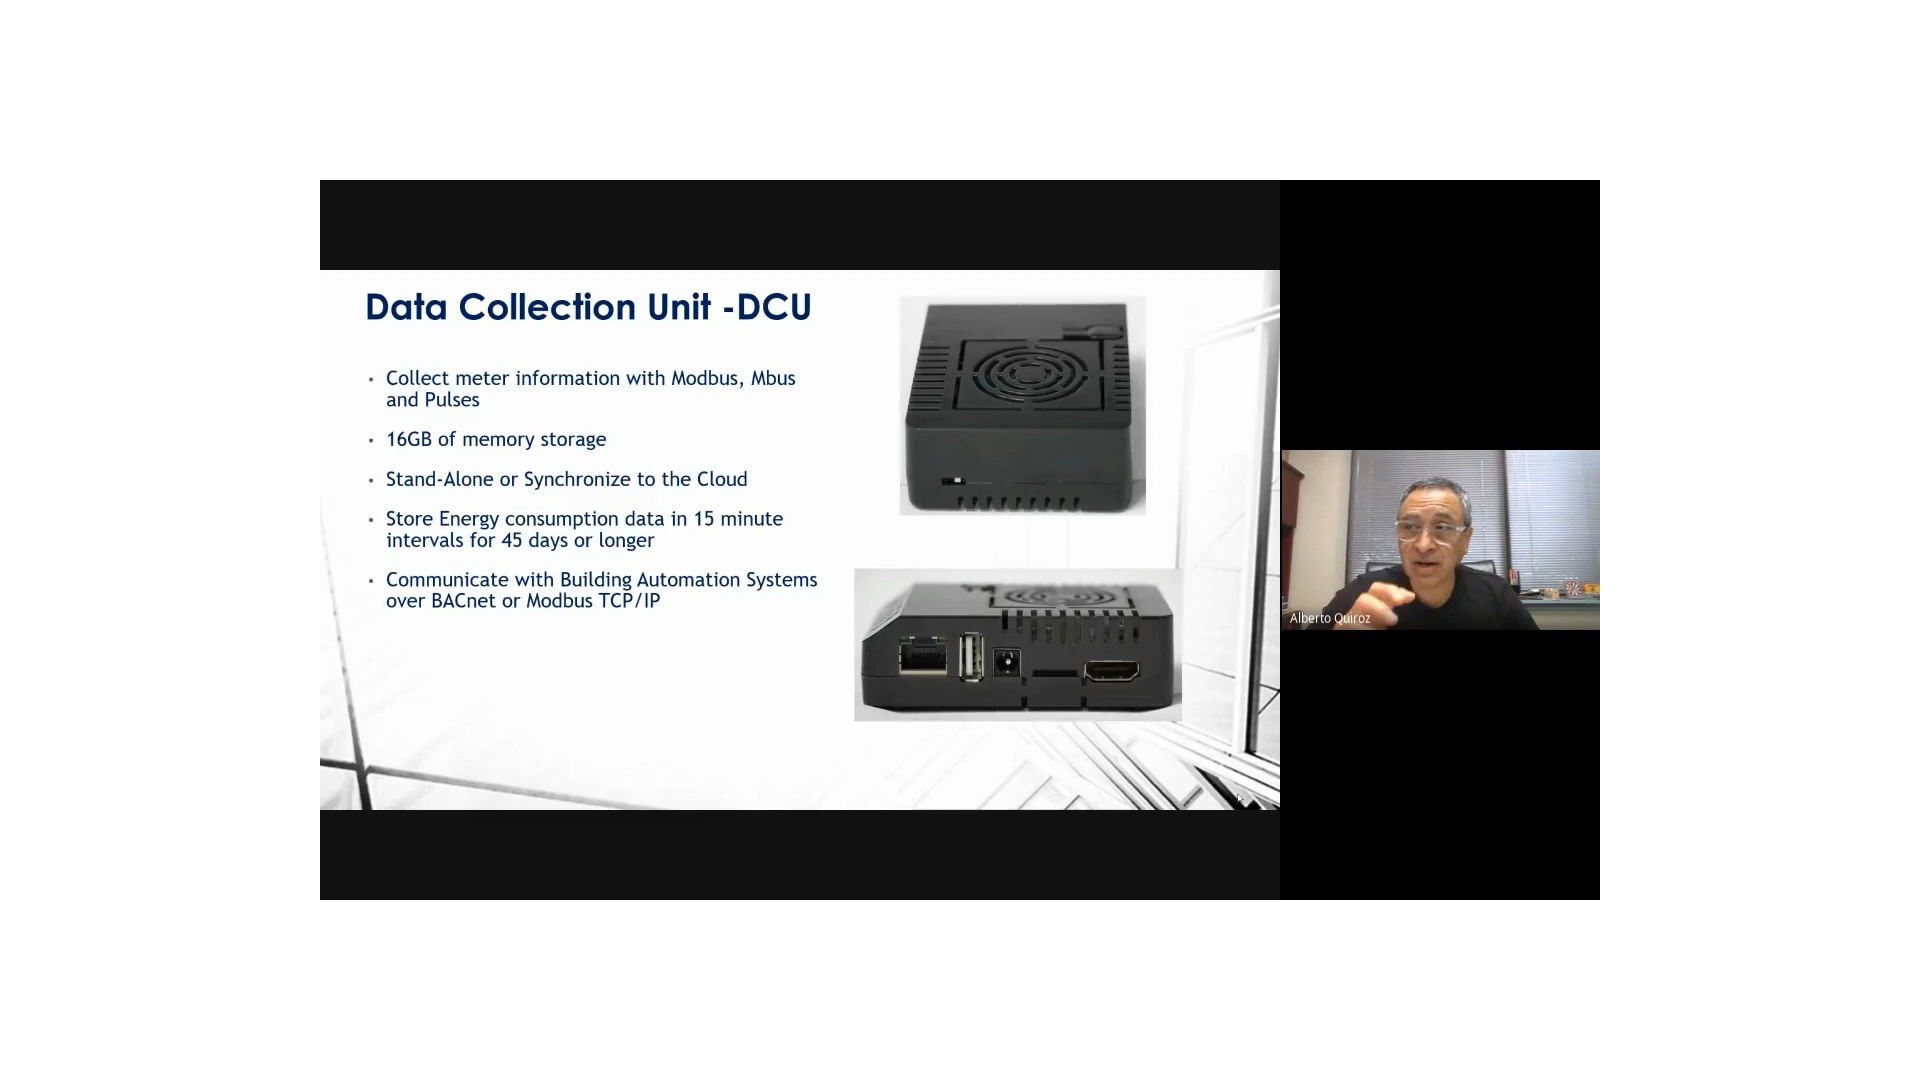 Data Collection Unit -DCU
• Collect meter information with Modbus, Mbus
and Pulses
• 16GB of memory storage
• Stand-Alone or Synchronize to the Cloud
• Store Energy consumption data in 15 minute
intervals for 45 days or longer
• Communicate with Building Automation Systems
over BACnet or Modbus TCP/IP
Alberto Quiroz